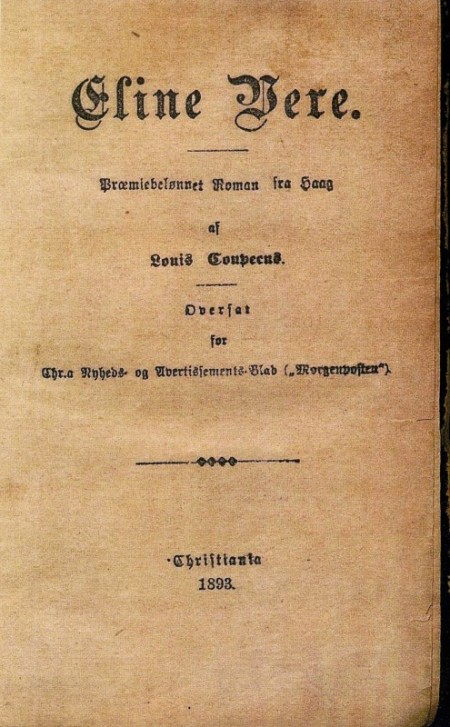 Eline Vere.
Præmiebelønnet Roman fra Haag
af
Louis Couperus.
Oversat
for
Chr.a Nyheds- og Avertissements-Blad („Morgenposten“).
Christiania
1893.